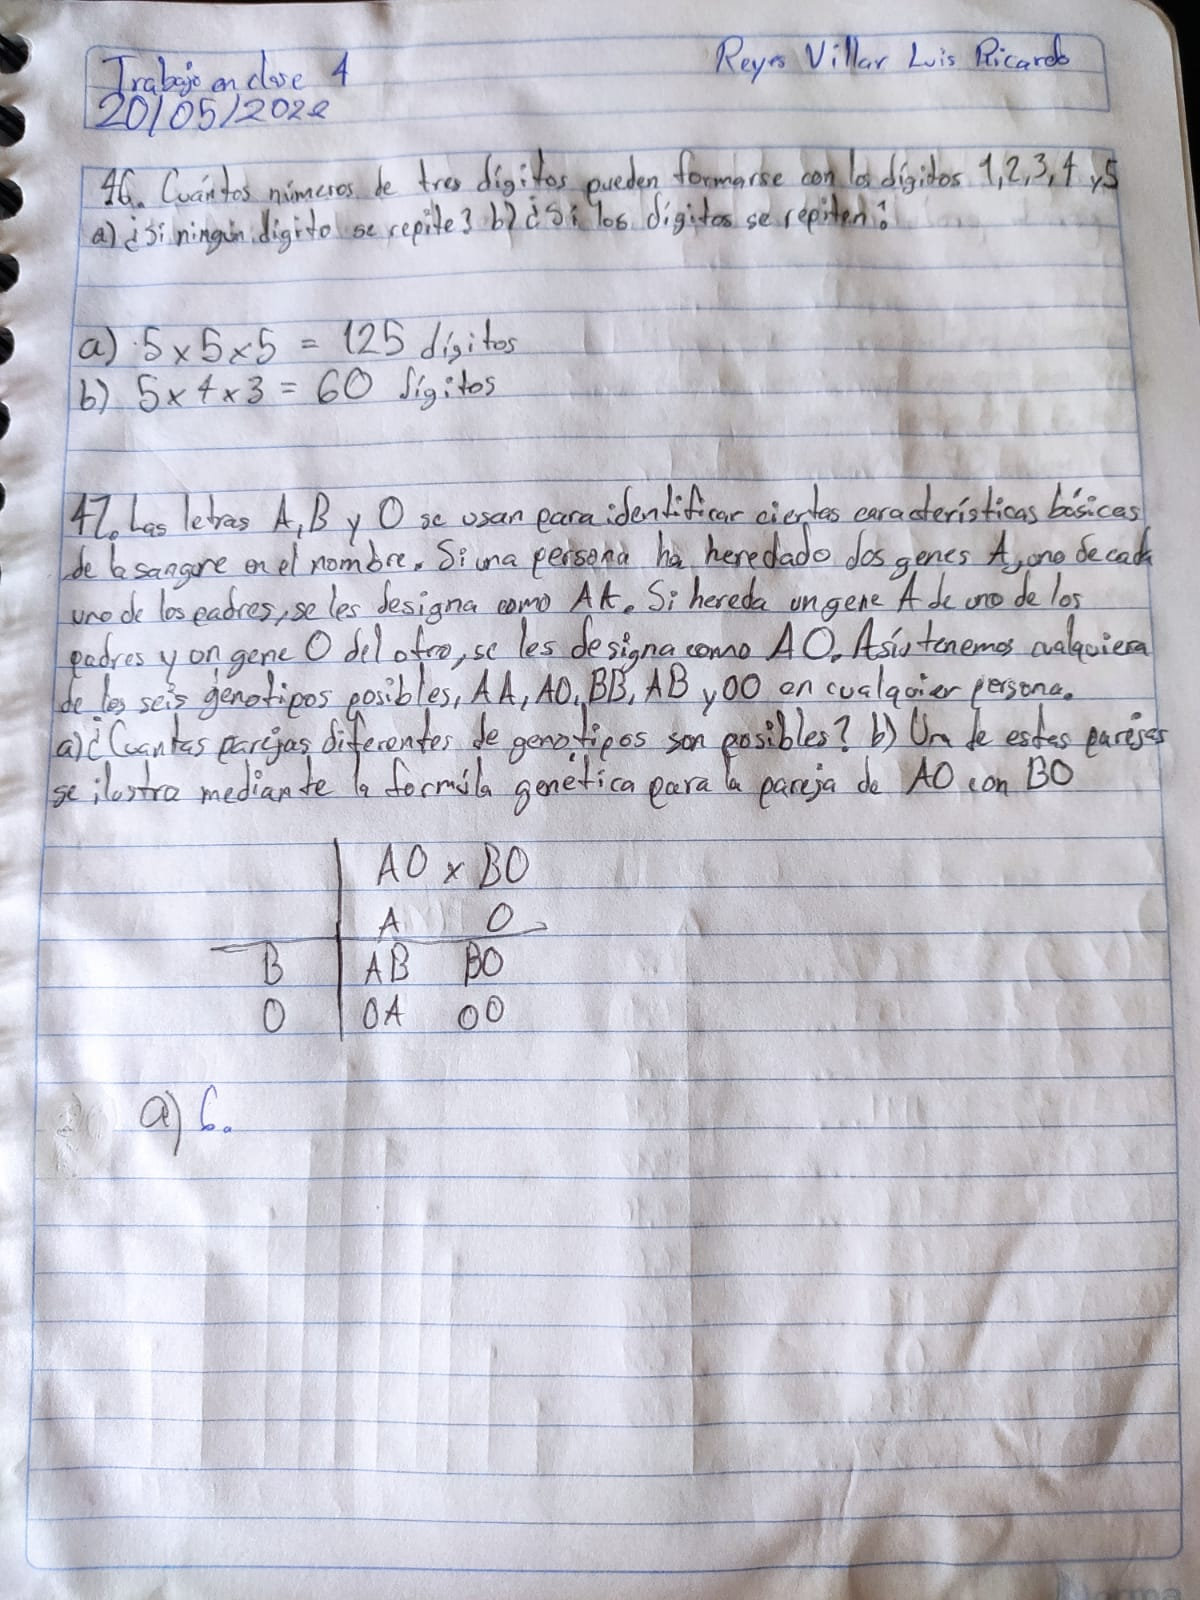 Trabajo en clase 4
Reyes Villar Luis Ricardo
20/05/2022
46. Cuántos números de tres dígitos pueden formarse con los dígitos 1,2,3,4 y 5
a) ¿Si ningún dígito se repite? b) ¿Si los dígitos se repiten?
a) 5x5x5 = 125 dígitos
b) 5x4x3 = 60 dígitos
47. Las letras A, B y O se usan para identificar ciertas características básicas
de la sangre en el nombre. Si una persona ha heredado dos genes A, uno de cada
uno de los padres, se les designa como AA. Si hereda un gene A de uno de los
padres y un gene O del otro, se les designa como AO. Así tenemos cualquiera
de los seis genotipos posibles, AA, AO, BB, AB y OO en cualquier persona.
a) ¿Cuantas parejas diferentes de genotipos son posibles? b) Una de estas parejas
se ilustra mediante la formúla genética para la pareja de AO con BO
AO x BO
A O
B AB BO
O OA OO
a) 6.